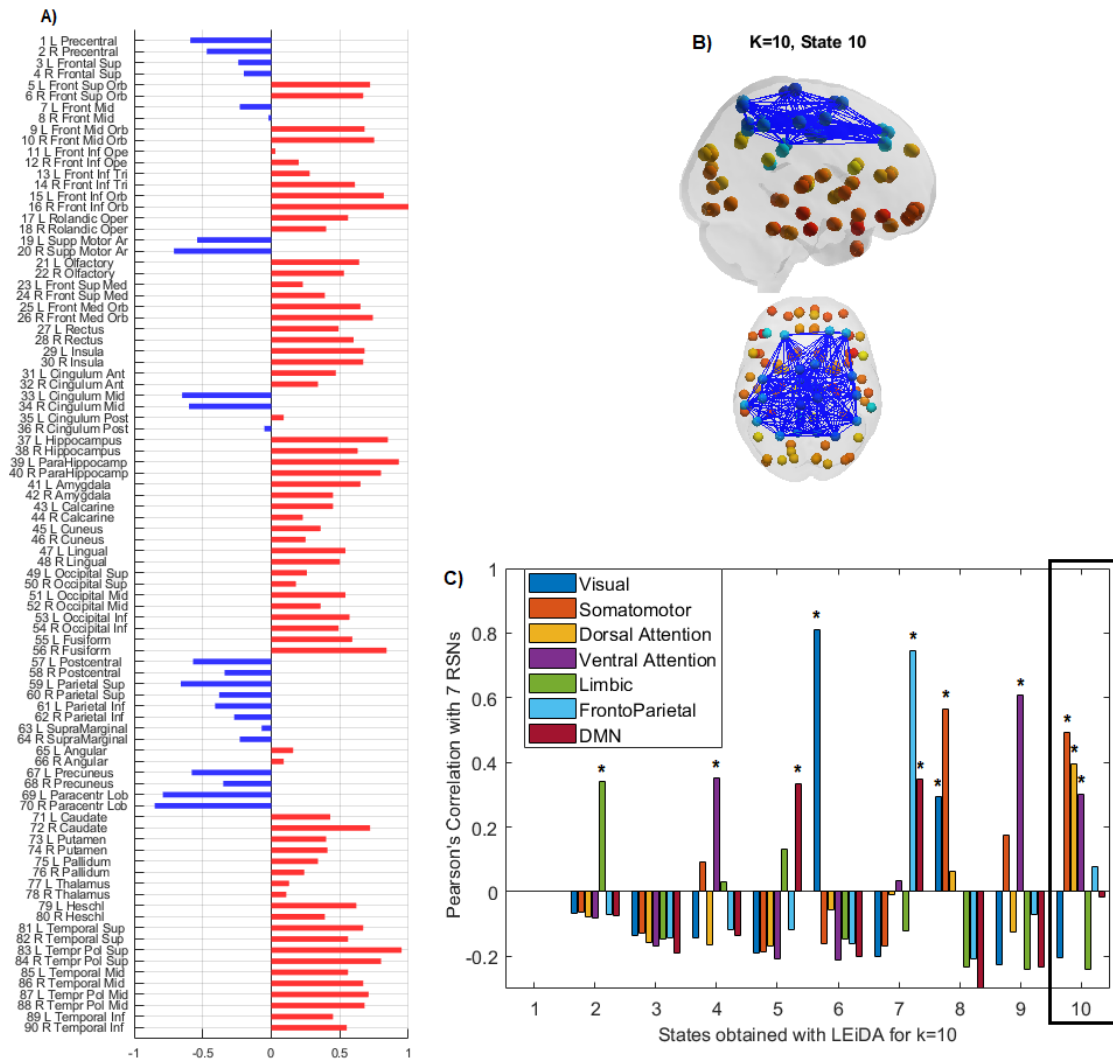 A)
1 L Precentral
2 R Precentral
3 L Frontal Sup
4 R Frontal Sup
5 L Front Sup Orb
6 R Front Sup Orb
7 L Front Mid
8 R Front Mid
9 L Front Mid Orb
10 R Front Mid Orb
11 L Front Inf Ope
12 R Front Inf Ope
13 L Front Inf Tri
14 R Front Inf Tri
15 L Front Inf Orb
16 R Front Inf Orb
17 L Rolandic Oper
18 R Rolandic Oper
19 L Supp Motor Ar
20 R Supp Motor Ar
21 L Olfactory
22 R Olfactory
23 L Front Sup Med
24 R Front Sup Med
25 L Front Med Orb
26 R Front Med Orb
27 L Rectus
28 R Rectus
29 L Insula
30 R Insula
31 L Cingulum Ant
32 R Cingulum Ant
33 L Cingulum Mid
34 R Cingulum Mid
35 L Cingulum Post
36 R Cingulum Post
37 L Hippocampus
38 R Hippocampus
39 L ParaHippocamp
40 R ParaHippocamp
41 L Amygdala
42 R Amygdala
43 L Calcarine
44 R Calcarine
45 L Cuneus
46 R Cuneus
47 L Lingual
48 R Lingual
49 L Occipital Sup
50 R Occipital Sup
51 L Occipital Mid
52 R Occipital Mid
53 L Occipital Inf
54 R Occipital Inf
55 L Fusiform
56 R Fusiform
57 L Postcentral
58 R Postcentral
59 L Parietal Sup
60 R Parietal Sup
61 L Parietal Inf
62 R Parietal Inf
63 L SupraMarginal
64 R SupraMarginal
65 L Angular
66 R Angular
67 L Precuneus
68 R Precuneus
69 L Paracentr Lob
70 R Paracentr Lob
71 L Caudate
72 R Caudate
73 L Putamen
74 R Putamen
75 L Pallidum
76 R Pallidum
77 L Thalamus
78 R Thalamus
79 L Heschl
80 R Heschl
81 L Temporal Sup
82 R Temporal Sup
83 L Tempr Pol Sup
84 R Tempr Pol Sup
85 L Temporal Mid
86 R Temporal Mid
87 L Tempr Pol Mid
88 R Tempr Pol Mid
89 L Temporal Inf
90 R Temporal Inf
-1 -0.5 0 0.5 1
B) K=10, State 10
C)
Visual
Somatomotor
Dorsal Attention
Ventral Attention
Limbic
FrontoParietal
DMN
Pearson's Correlation with 7 RSNs
1
0.8
0.6
0.4
0.2
0
-0.2
* * * * * * * * * * * *
1 2 3 4 5 6 7 8 9 10
States obtained with LEiDA for k=10